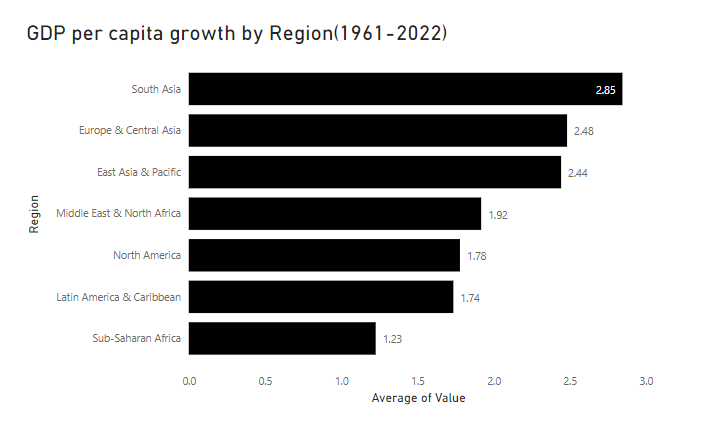 GDP per capita growth by Region(1961-2022)
Region
South Asia 2.85
Europe & Central Asia 2.48
East Asia & Pacific 2.44
Middle East & North Africa 1.92
North America 1.78
Latin America & Caribbean 1.74
Sub-Saharan Africa 1.23
0.0 0.5 1.0 1.5 2.0 2.5 3.0
Average of Value